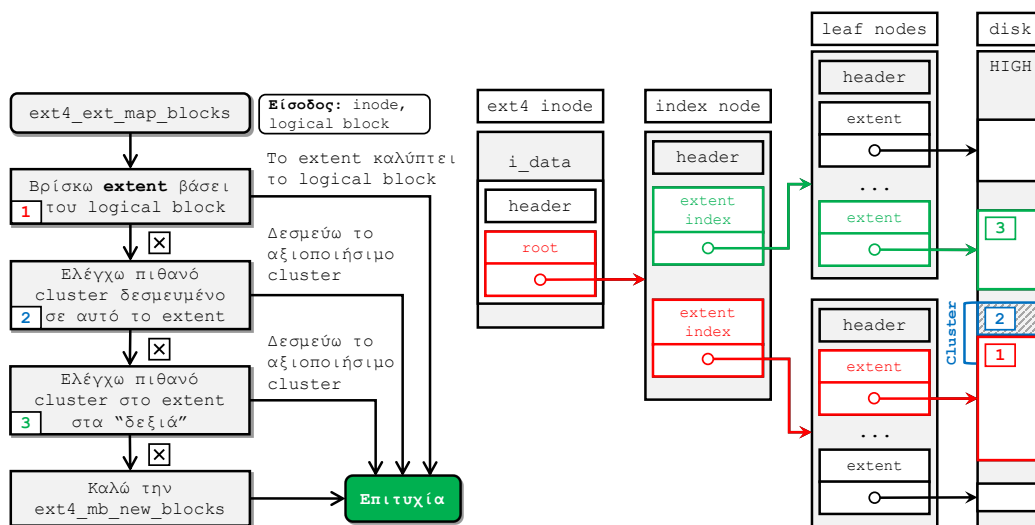 ext4_ext_map_blocks
Είσοδος: inode,
logical block
Το extent καλύπτει
το logical block
Βρίσκω extent βάσει
1 του logical block
Δεσμεύω το
αξιοποιήσιμο
cluster
Ελέγχω πιθανό
cluster δεσμευμένο
2 σε αυτό το extent
Δεσμεύω το
αξιοποιήσιμο
cluster
Ελέγχω πιθανό
cluster στο extent
3 στα “δεξιά”
Καλώ την
ext4_mb_new_blocks
Επιτυχία
ext4 inode
i_data
header
root
index node
header
extent
index
extent
index
leaf nodes
header
extent
...
extent
header
extent
...
extent
disk
HIGH
3
Cluster
2
1